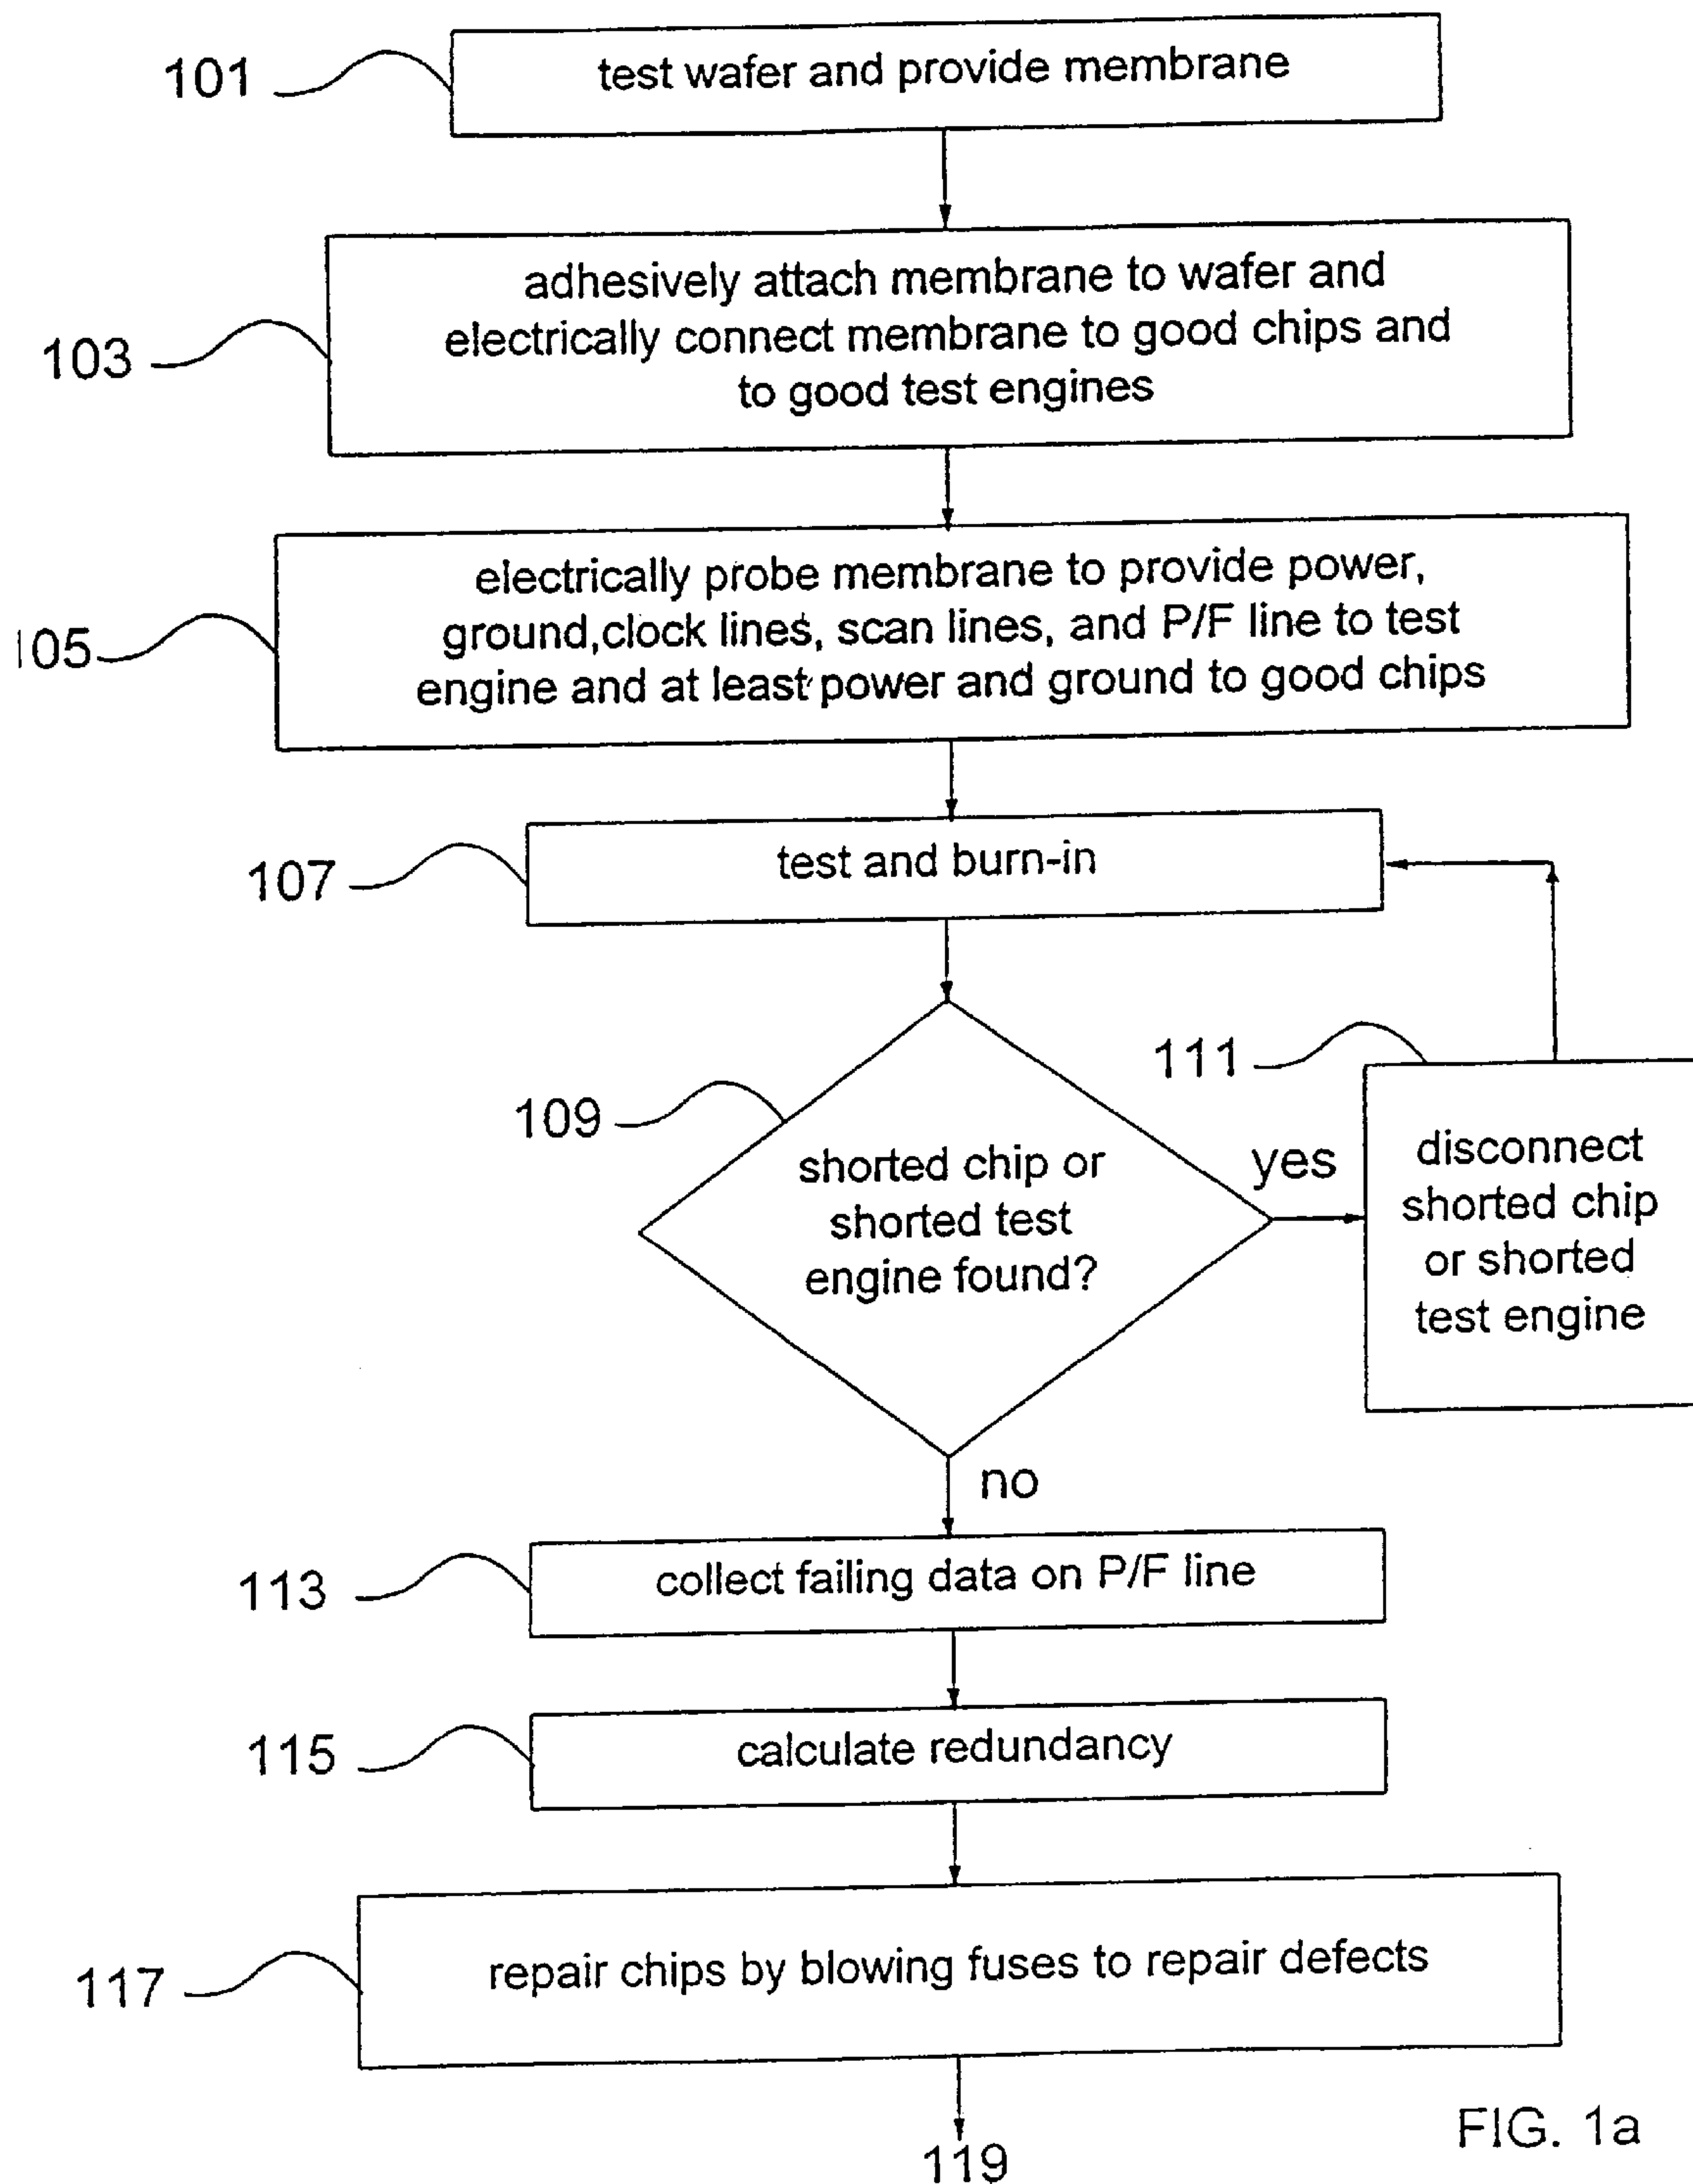 101
test wafer and provide membrane
103
adhesively attach membrane to wafer and
electrically connect membrane to good chips and
to good test engines
105
electrically probe membrane to provide power,
ground,clock lines, scan lines, and P/F line to test
engine and at least power and ground to good chips
107
test and burn-in
109
shorted chip or
shorted test
engine found?
yes
111
disconnect
shorted chip
or shorted
test engine
no
113
collect failing data on P/F line
115
calculate redundancy
117
repair chips by blowing fuses to repair defects
119
FIG. 1a